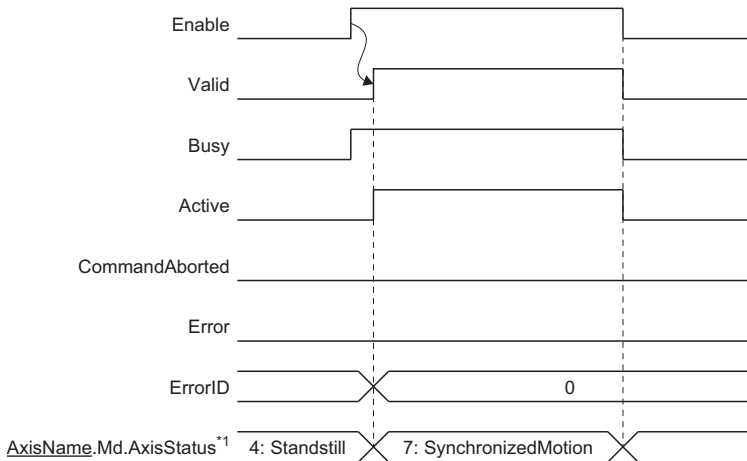 Enable
Valid
Busy
Active
CommandAborted
Error
ErrorID 0
AxisName.Md.AxisStatus*1 4: Standstill 7: SynchronizedMotion